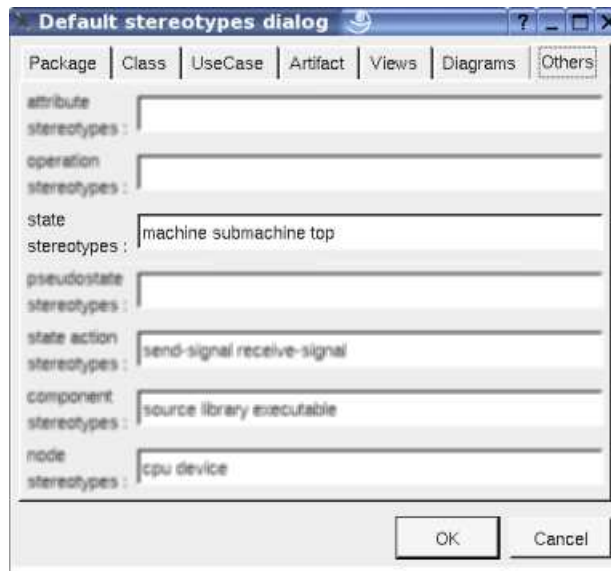 Default stereotypes dialog
Package Class UseCase Artifact Views Diagrams Others
attribute
stereotypes :
operation
stereotypes :
state
stereotypes :
machine submachine top
pseudostate
stereotypes :
state action
stereotypes :
send-signal receive-signal
component
stereotypes :
source library executable
node
stereotypes :
cpu device
OK Cancel